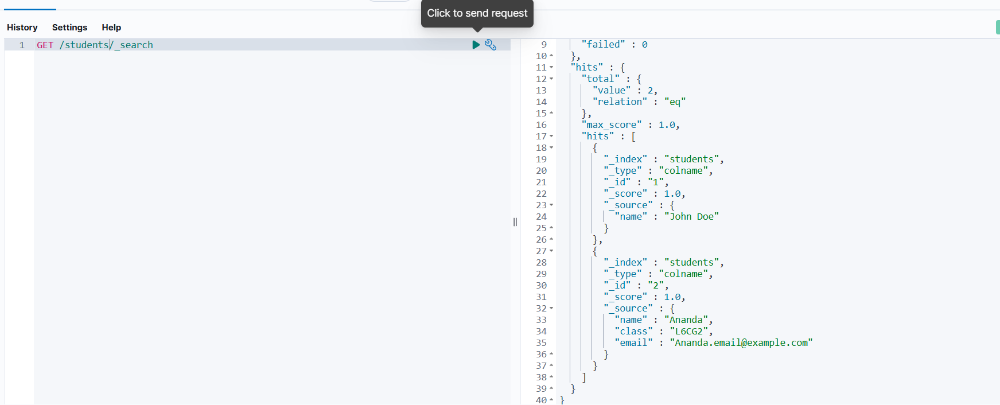 Click to send request
History Settings Help
1 GET /students/_search
9 "failed" : 0
10 },
11 "hits" : {
12 "total" : {
13 "value" : 2,
14 "relation" : "eq"
15 },
16 "max_score" : 1.0,
17 "hits" : [
18 {
19 "_index" : "students",
20 "_type" : "colname",
21 "_id" : "1",
22 "_score" : 1.0,
23 "_source" : {
24 "name" : "John Doe"
25 }
26 },
27 {
28 "_index" : "students",
29 "_type" : "colname",
30 "_id" : "2",
31 "_score" : 1.0,
32 "_source" : {
33 "name" : "Ananda",
34 "class" : "L6CG2",
35 "email" : "Ananda.email@example.com"
36 }
37 }
38 ]
39 }
40 }